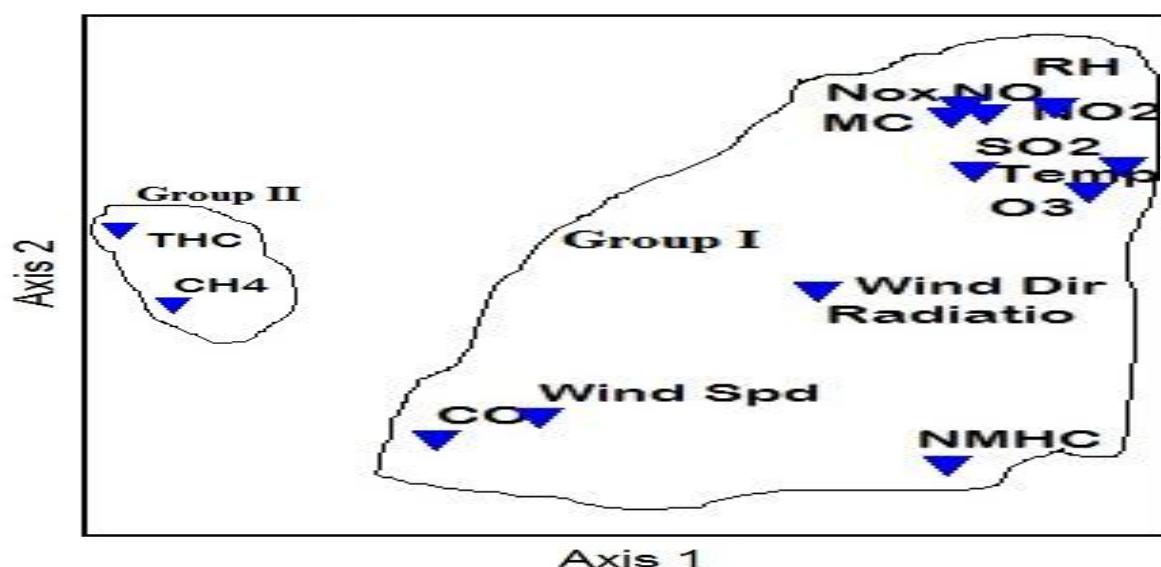 RH
Nox NO
MC NO2
SO2
Temp
O3
Group II
THC
CH4
Group I
Wind Dir
Radiatio
Wind Spd
CO
NMHC
Axis 2
Axis 1